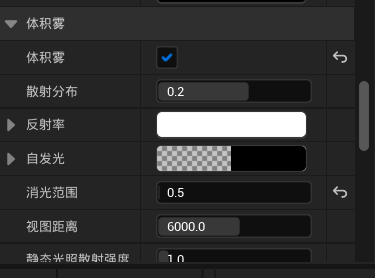 体积雾
体积雾
散射分布 0.2
反射率
自发光
消光范围 0.5
视图距离 6000.0
静态光照散射强度 1.0